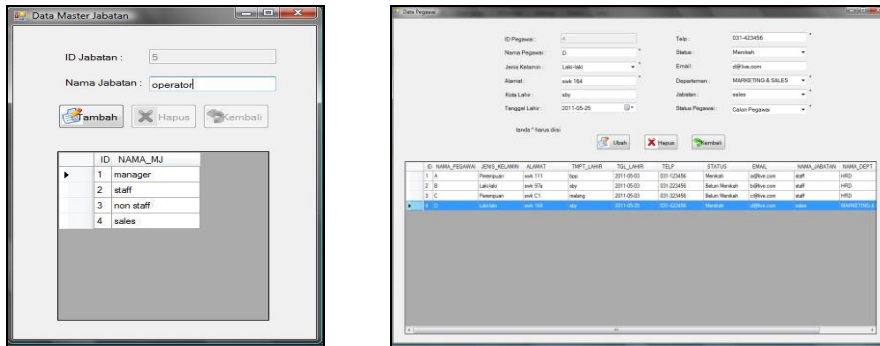 Data Master Jabatan
ID Jabatan : 5
Nama Jabatan : operator
Tambah Hapus Kembali
ID NAMA_MJ
1 manager
2 staff
3 non staff
4 sales
Data Pegawai
ID Pegawai : 4 Telp : 031-423456 *
Nama Pegawai : D * Status : Menikah
Jenis Kelamin : Laki-laki * Email : d@live.com
Alamat : swk 164 * Departemen : MARKETING & SALES *
Kota Lahir : sby Jabatan : sales *
Tanggal Lahir : 2011-05-25 Status Pegawai : Calon Pegawai
tanda * harus diisi
Ubah Hapus Kembali
ID NAMA_PEGAWAI JENIS_KELAMIN ALAMAT TMPT_LAHIR TGL_LAHIR TELP STATUS EMAIL NAMA_JABATAN NAMA_DEPT
1 A Perempuan swk 111 bpp 2011-05-03 031-123456 Menikah a@live.com staff HRD
2 B Laki-laki swk 97a sby 2011-05-03 031-223456 Belum Menikah b@live.com staff HRD
3 C Perempuan swk C1 malang 2011-05-03 031-323456 Belum Menikah c@live.com staff HRD
4 D Laki-laki swk 164 sby 2011-05-25 031-423456 Menikah d@live.com sales MARKETING &